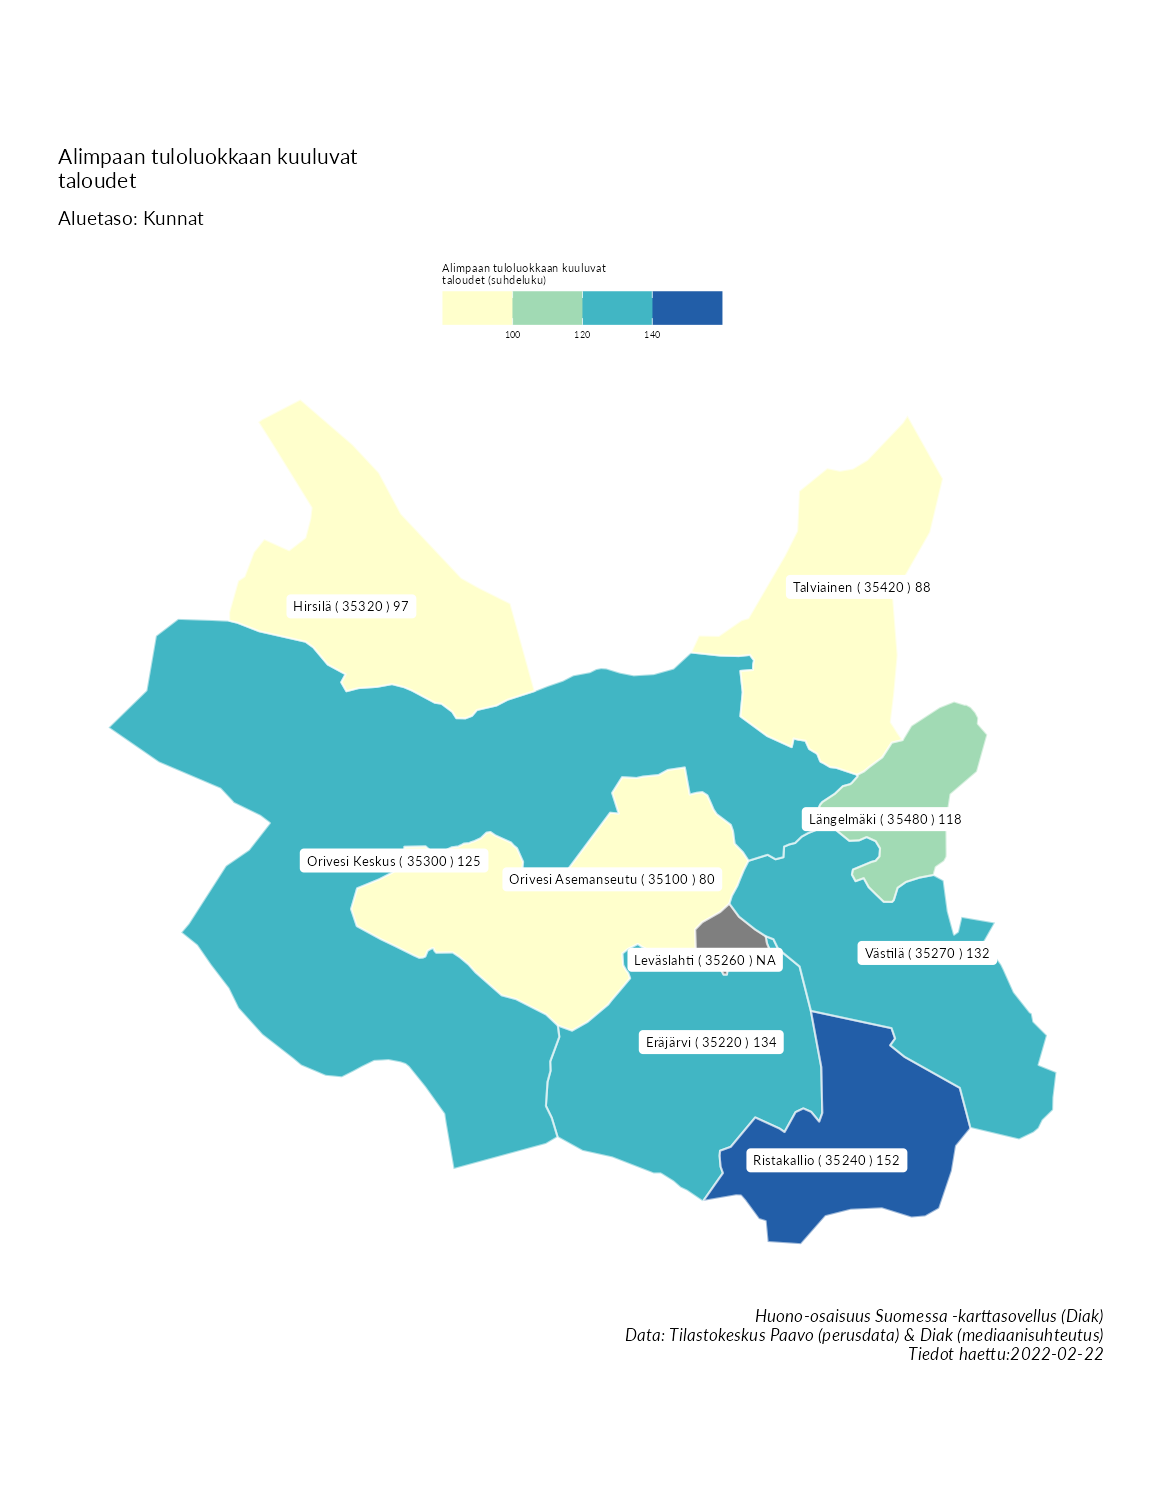 Alimpaan tuloluokkaan kuuluvat
taloudet
Aluetaso: Kunnat
Alimpaan tuloluokkaan kuuluvat
taloudet (suhdeluku)
100 120 140
Talviainen ( 35420 ) 88
Hirsilä ( 35320 ) 97
Längelmäki ( 35480 ) 118
Orivesi Keskus ( 35300 ) 125
Orivesi Asemanseutu ( 35100 ) 80
Västilä ( 35270 ) 132
Leväslahti ( 35260 ) NA
Eräjärvi ( 35220 ) 134
Ristakallio ( 35240 ) 152
Huono-osaisuus Suomessa -karttasovellus (Diak)
Data: Tilastokeskus Paavo (perusdata) & Diak (mediaanisuhteutus)
Tiedot haettu:2022-02-22